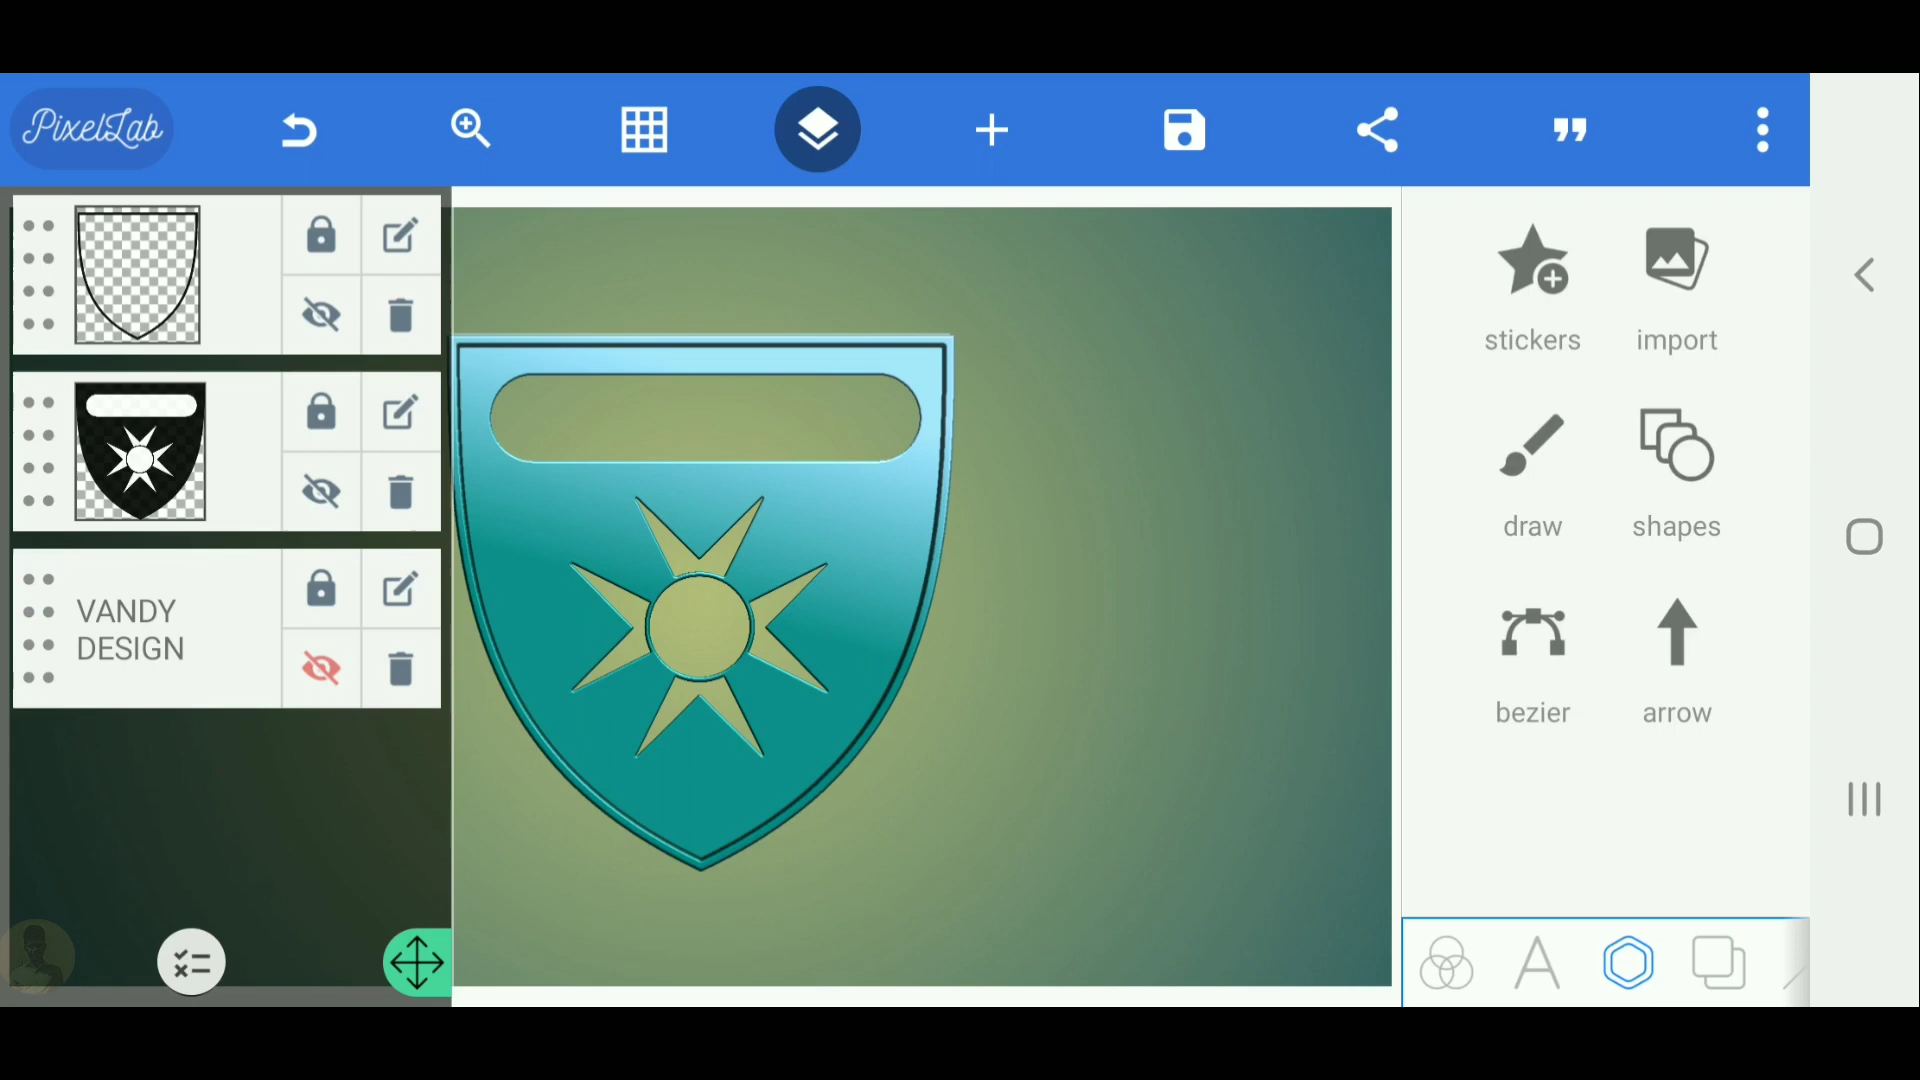 PixelLab
VANDY
DESIGN
stickers
import
draw
shapes
bezier
arrow